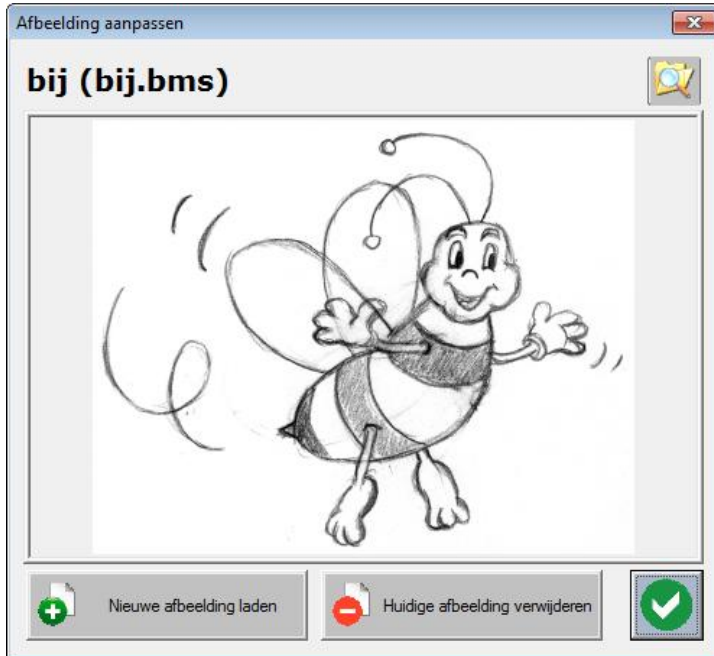 Afbeelding aanpassen
bij (bij.bms)
Nieuwe afbeelding laden
Huidige afbeelding verwijderen